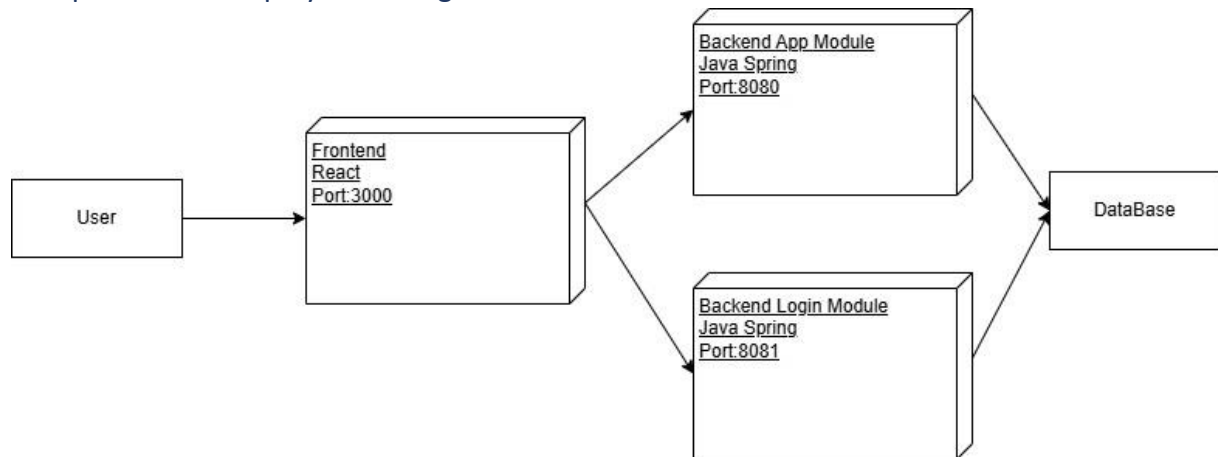 Backend App Module
Java Spring
Port:8080
Frontend
React
Port:3000
User
DataBase
Backend Login Module
Java Spring
Port:8081